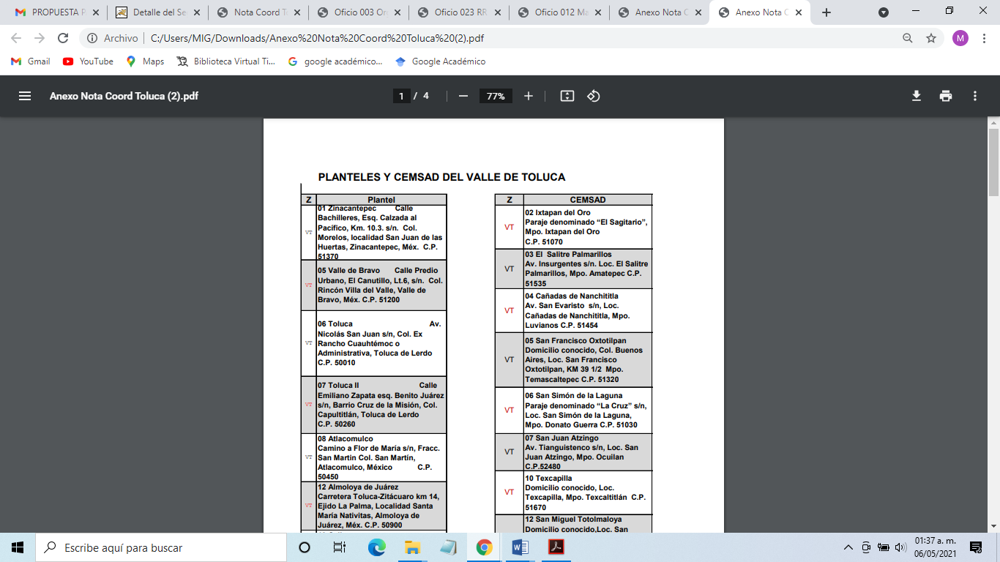 PROPUESTA P
Detalle del Se
Nota Coord T
Oficio 003 Or
Oficio 023 RR
Oficio 012 Ma
Anexo Nota C
Anexo Nota C
Archivo
C:/Users/MIG/Downloads/Anexo%20Nota%20Coord%20Toluca%20(2).pdf
M
Gmail
YouTube
Maps
Biblioteca Virtual Ti...
google académico...
Google Académico
Anexo Nota Coord Toluca (2).pdf
1 / 4
77%
PLANTELES Y CEMSAD DEL VALLE DE TOLUCA
Z Plantel
VT
01 Zinacantepec Calle
Bachilleres, Esq. Calzada al
Pacífico, Km. 10.3. s/n. Col.
Morelos, localidad San Juan de las
Huertas, Zinacantepec, Méx. C.P.
51370
VT
05 Valle de Bravo Calle Predio
Urbano, El Canutillo, Lt.6, s/n. Col.
Rincón Villa del Valle, Valle de
Bravo, Méx. C.P. 51200
VT
06 Toluca Av.
Nicolás San Juan s/n, Col. Ex
Rancho Cuauhtémoc o
Administrativa, Toluca de Lerdo
C.P. 50010
VT
07 Toluca II Calle
Emiliano Zapata esq. Benito Juárez
s/n, Barrio Cruz de la Misión, Col.
Capultitlán, Toluca de Lerdo
C.P. 50260
VT
08 Atlacomulco
Camino a Flor de María s/n, Fracc.
San Martin Col. San Martín,
Atlacomulco, México C.P.
50450
VT
12 Almoloya de Juárez
Carretera Toluca-Zitácuaro km 14,
Ejido La Palma, Localidad Santa
María Nativitas, Almoloya de
Juárez, Méx. C.P. 50900
Z CEMSAD
VT
02 Ixtapan del Oro
Paraje denominado “El Sagitario”,
Mpo. Ixtapan del Oro
C.P. 51070
VT
03 El Salitre Palmarillos
Av. Insurgentes s/n. Loc. El Salitre
Palmarillos, Mpo. Amatepec C.P.
51535
VT
04 Cañadas de Nanchititla
Av. San Evaristo s/n, Loc.
Cañadas de Nanchititla, Mpo.
Luvianos C.P. 51454
VT
05 San Francisco Oxtotilpan
Domicilio conocido, Col. Buenos
Aires, Loc. San Francisco
Oxtotilpan, KM 39 1/2 Mpo.
Temascaltepec C.P. 51320
VT
06 San Simón de la Laguna
Paraje denominado “La Cruz” s/n,
Loc. San Simón de la Laguna,
Mpo. Donato Guerra C.P. 51030
VT
07 San Juan Atzingo
Av. Tianguistenco s/n, Loc. San
Juan Atzingo, Mpo. Ocuilan
C.P.52480
VT
10 Texcapilla
Domicilio conocido, Loc.
Texcapilla, Mpo. Texcaltitlán C.P.
51670
12 San Miguel Totolmaloya
Domicilio conocido,Loc. San
Escribe aquí para buscar
01:37 a. m.
06/05/2021